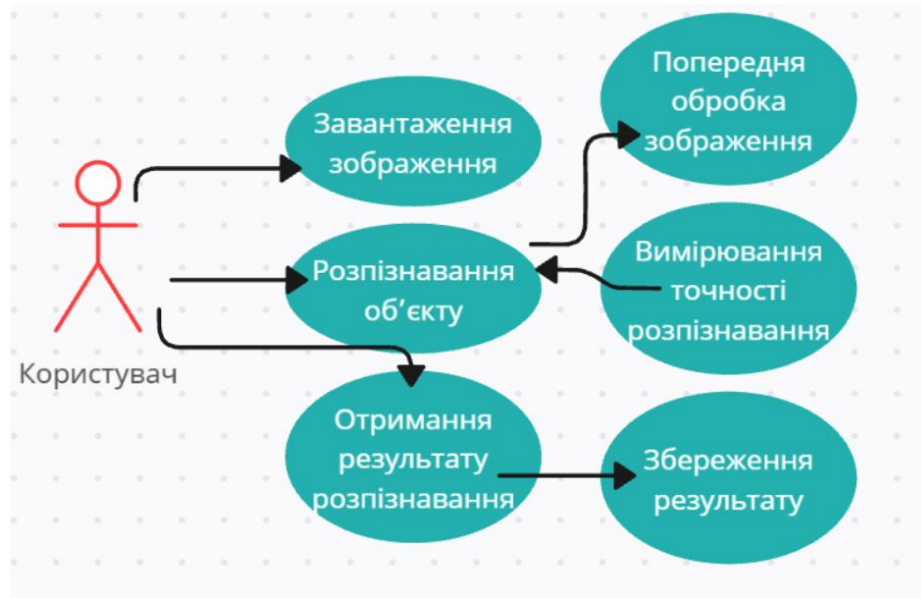 Попередня
обробка
зображення
Завантаження
зображення
Вимірювання
точності
розпізнавання
Розпізнавання
об’єкту
Користувач
Отримання
результату
розпізнавання
Збереження
результату